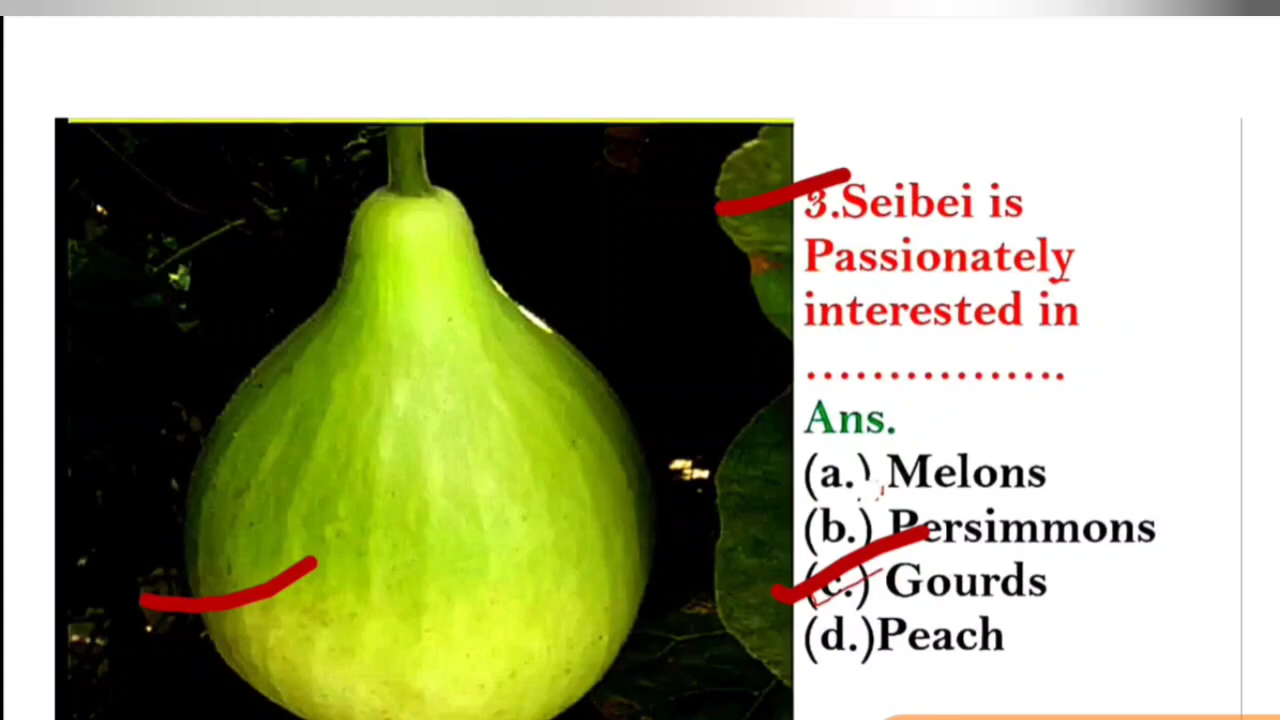 3.Seibei is
Passionately
interested in
................
Ans.
(a.) Melons
(b.) Persimmons
(c.) Gourds
(d.)Peach